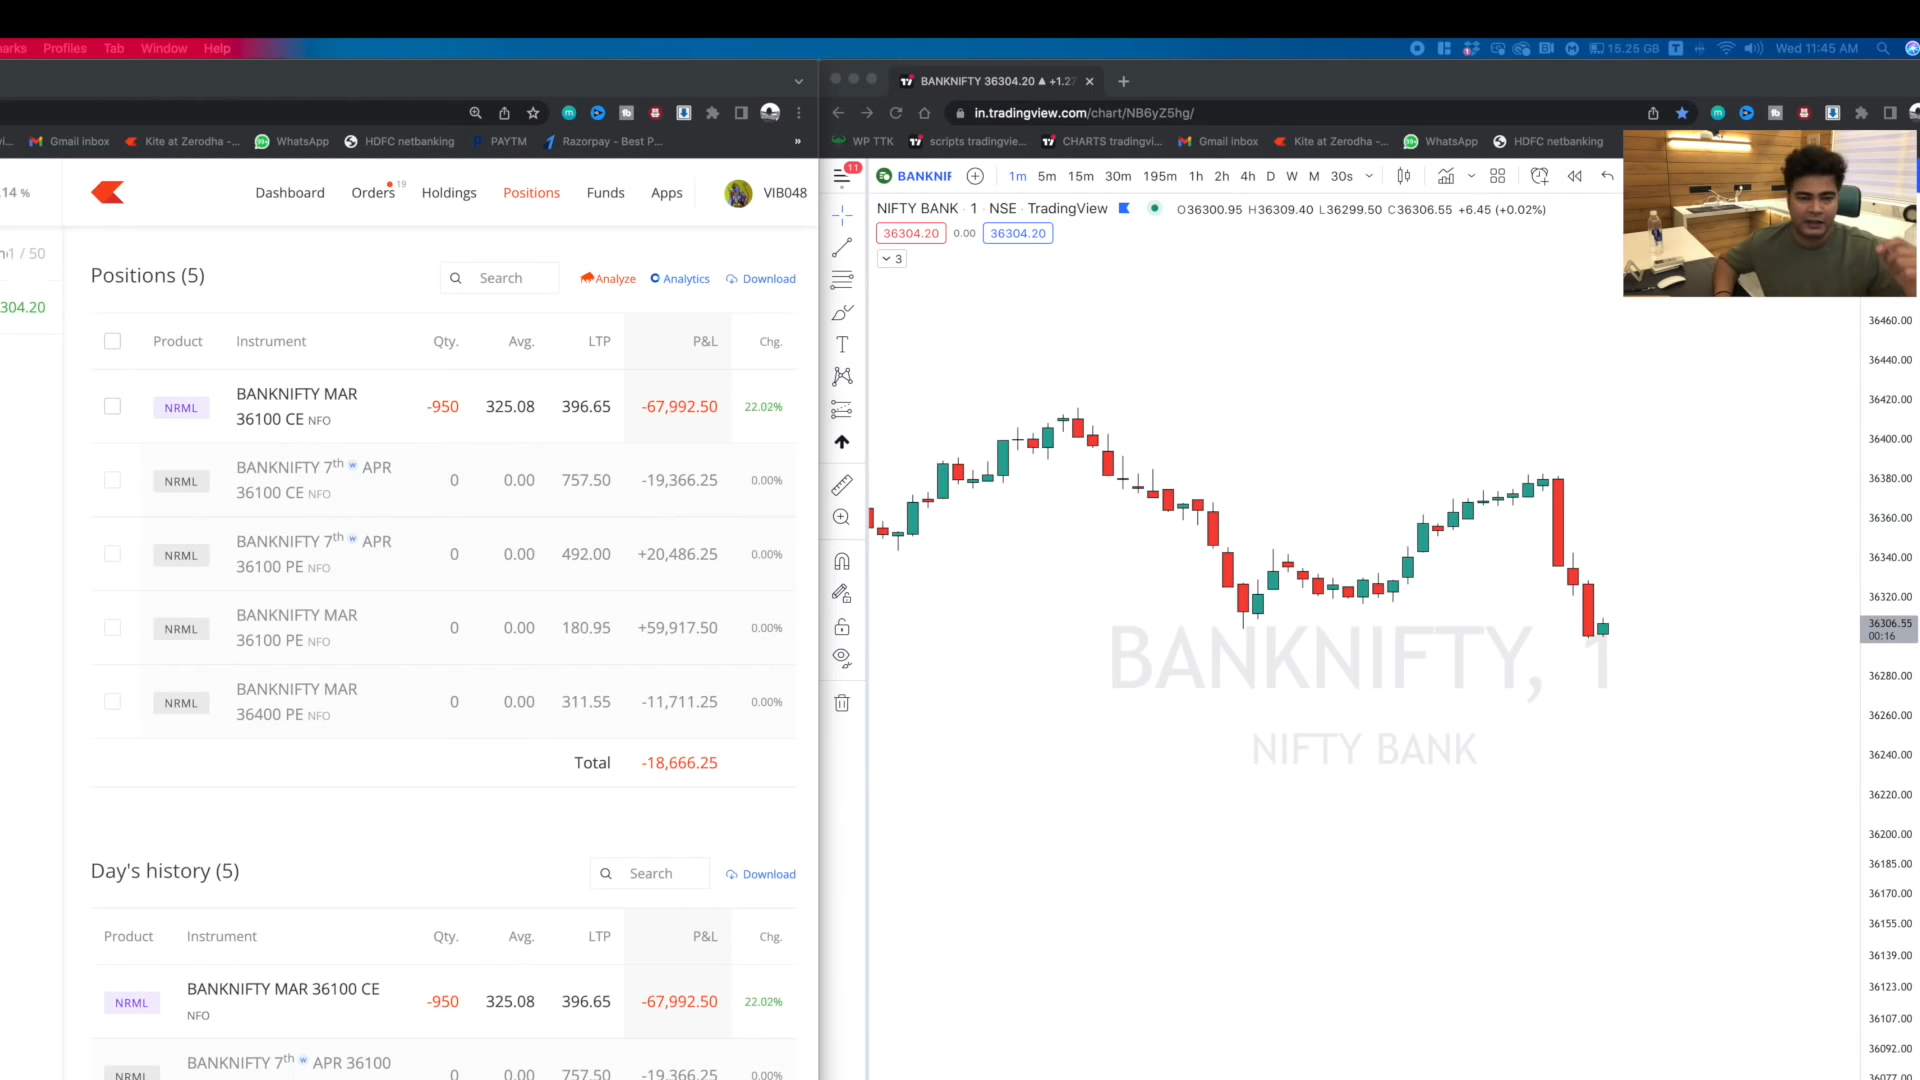 Profiles Tab Window Help
15.25 GB Wed 11:45 AM
BANKNIFTY 36304.20 ▲ +1.2
in.tradingview.com/chart/NB6yZ5hg/
Gmail inbox Kite at Zerodha -... WhatsApp HDFC netbanking PAYTM Razorpay - Best P... »
WP TTK scripts tradingvie... CHARTS tradingvi... Gmail inbox Kite at Zerodha -... WhatsApp HDFC netbanking
.14 %
Dashboard Orders 19 Holdings Positions Funds Apps VIB048
1 / 50
304.20
Positions (5)
Search Analyze Analytics Download
Product Instrument Qty. Avg. LTP P&L Chg.
NRML BANKNIFTY MAR 36100 CE NFO -950 325.08 396.65 -67,992.50 22.02%
NRML BANKNIFTY 7th w APR 36100 CE NFO 0 0.00 757.50 -19,366.25 0.00%
NRML BANKNIFTY 7th w APR 36100 PE NFO 0 0.00 492.00 +20,486.25 0.00%
NRML BANKNIFTY MAR 36100 PE NFO 0 0.00 180.95 +59,917.50 0.00%
NRML BANKNIFTY MAR 36400 PE NFO 0 0.00 311.55 -11,711.25 0.00%
Total -18,666.25
Day's history (5)
Search Download
Product Instrument Qty. Avg. LTP P&L Chg.
NRML BANKNIFTY MAR 36100 CE NFO -950 325.08 396.65 -67,992.50 22.02%
NRML BANKNIFTY 7th w APR 36100 0 0.00 757.50 -19,366.25 0.00%
11
BANKNIF 1m 5m 15m 30m 195m 1h 2h 4h D W M 30s
NIFTY BANK · 1 · NSE · TradingView O36300.95 H36309.40 L36299.50 C36306.55 +6.45 (+0.02%)
36304.20 0.00 36304.20
3
BANKNIFTY, 1
NIFTY BANK
36460.00
36440.00
36420.00
36400.00
36380.00
36360.00
36340.00
36320.00
36306.55
00:16
36280.00
36260.00
36240.00
36220.00
36200.00
36185.00
36170.00
36155.00
36139.00
36123.00
36107.00
36092.00
36077.00